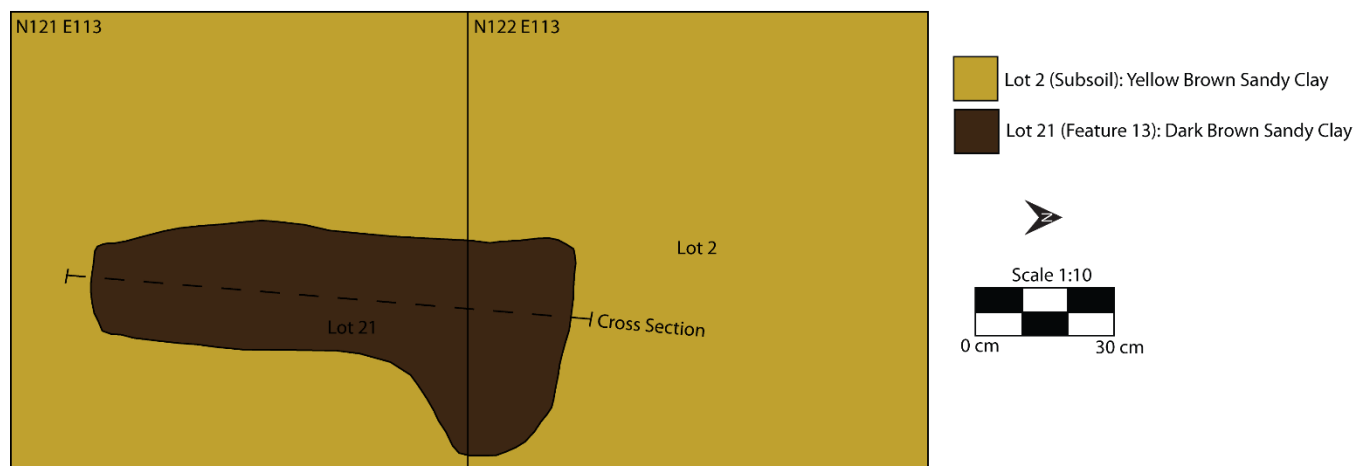 N121 E113
N122 E113
Lot 2 (Subsoil): Yellow Brown Sandy Clay
Lot 21 (Feature 13): Dark Brown Sandy Clay
N
Lot 2
Scale 1:10
Lot 21
Cross Section
0 cm
30 cm